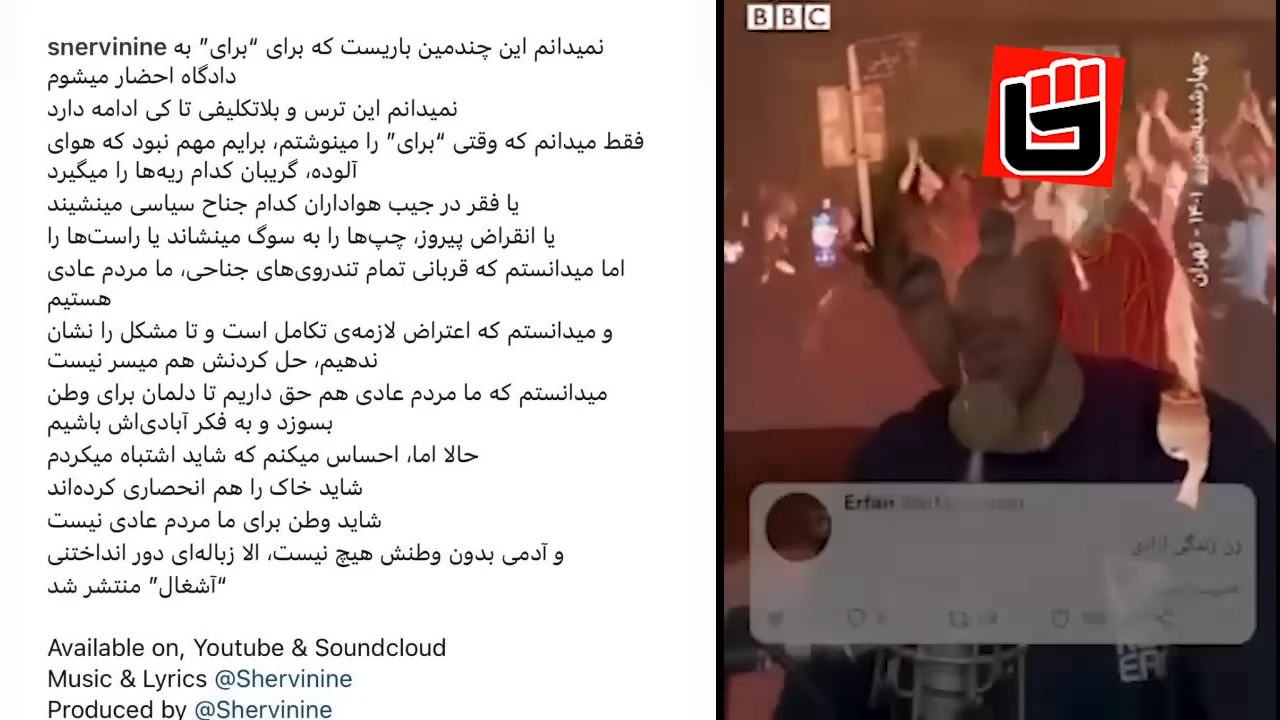 snervinine نمیدانم این چندمین باریست که برای “برای” به
دادگاه احضار میشوم
نمیدانم این ترس و بلاتکلیفی تا کی ادامه دارد
فقط میدانم که وقتی “برای” را مینوشتم، برایم مهم نبود که هوای
آلوده، گریبان کدام ریه‌ها را میگیرد
یا فقر در جیب هواداران کدام جناح سیاسی مینشیند
یا انقراض پیروز، چپ‌ها را به سوگ مینشاند یا راست‌ها را
اما میدانستم که قربانی تمام تندروی‌های جناحی، ما مردم عادی
هستیم
و میدانستم که اعتراض لازمه‌ی تکامل است و تا مشکل را نشان
ندهیم، حل کردنش هم میسر نیست
میدانستم که ما مردم عادی هم حق داریم تا دلمان برای وطن
بسوزد و به فکر آبادی‌اش باشیم
حالا اما، احساس میکنم که شاید اشتباه میکردم
شاید خاک را هم انحصاری کرده‌اند
شاید وطن برای ما مردم عادی نیست
و آدمی بدون وطنش هیچ نیست، الا زباله‌ای دور انداختنی
“آشغال” منتشر شد
Available on, Youtube & Soundcloud
Music & Lyrics @Shervinine
Produced by @Shervinine
BBC
چهارشنبه‌سوری ۱۴۰۱ - تهران
Erfan
زن زندگی آزادی